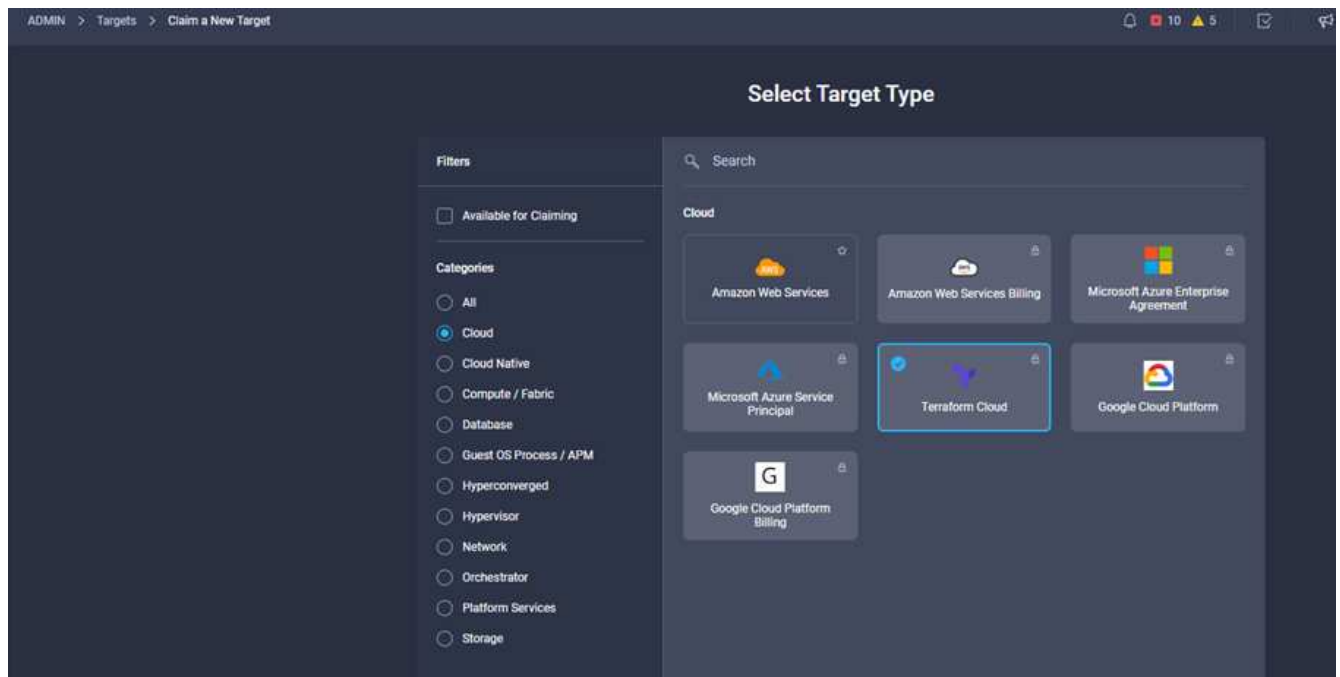 ADMIN > Targets > Claim a New Target
10 5
Select Target Type
Filters
Search
Available for Claiming
Cloud
Categories
All
Cloud
Cloud Native
Compute / Fabric
Database
Guest OS Process / APM
Hyperconverged
Hypervisor
Network
Orchestrator
Platform Services
Storage
aws
Amazon Web Services
aws
Amazon Web Services Billing
Microsoft Azure Enterprise
Agreement
Microsoft Azure Service
Principal
Terraform Cloud
Google Cloud Platform
G
Google Cloud Platform
Billing